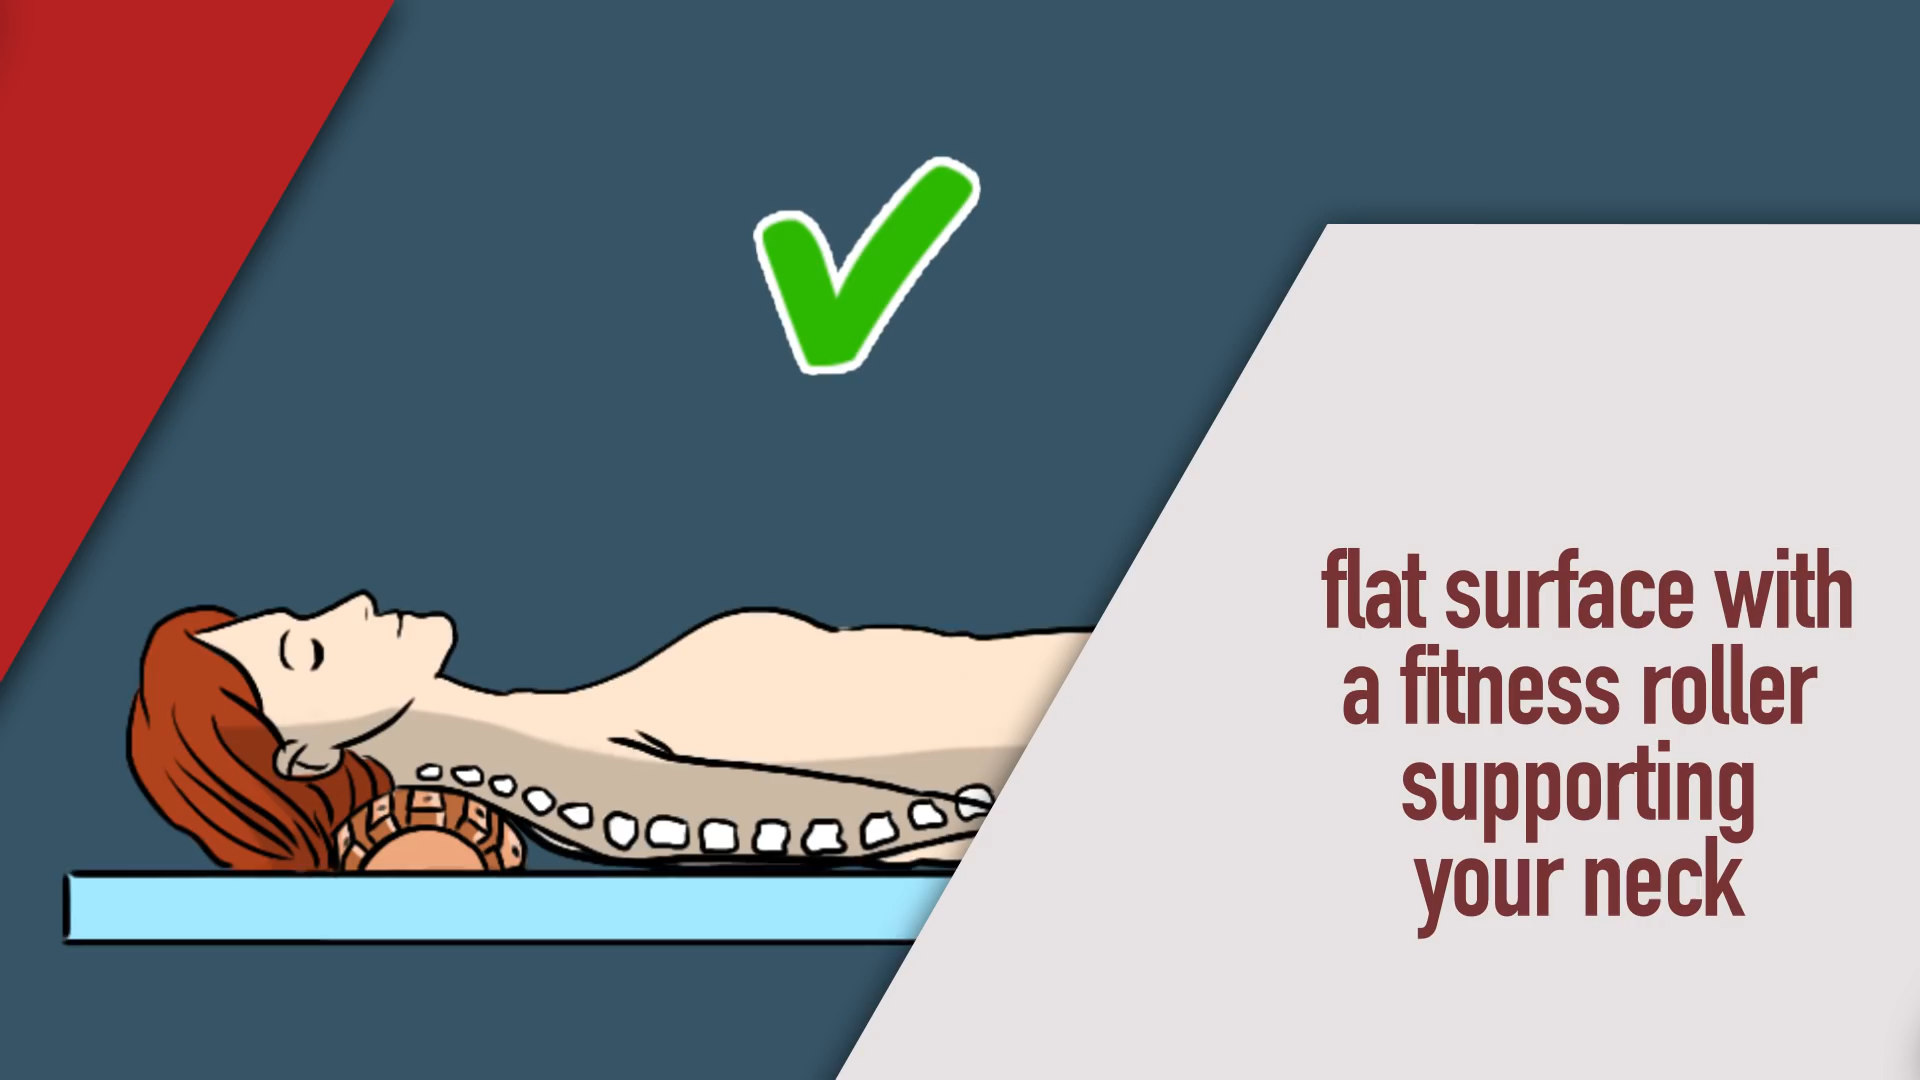 flat surface with
a fitness roller
supporting
your neck